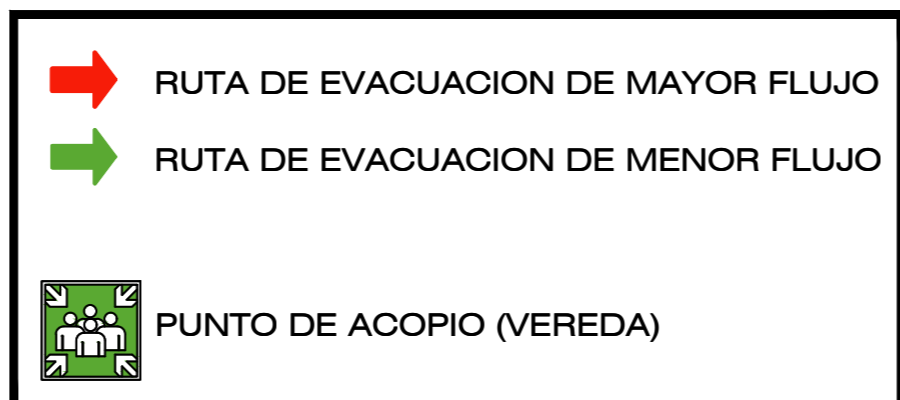 RUTA DE EVACUACION DE MAYOR FLUJO
RUTA DE EVACUACION DE MENOR FLUJO
PUNTO DE ACOPIO (VEREDA)